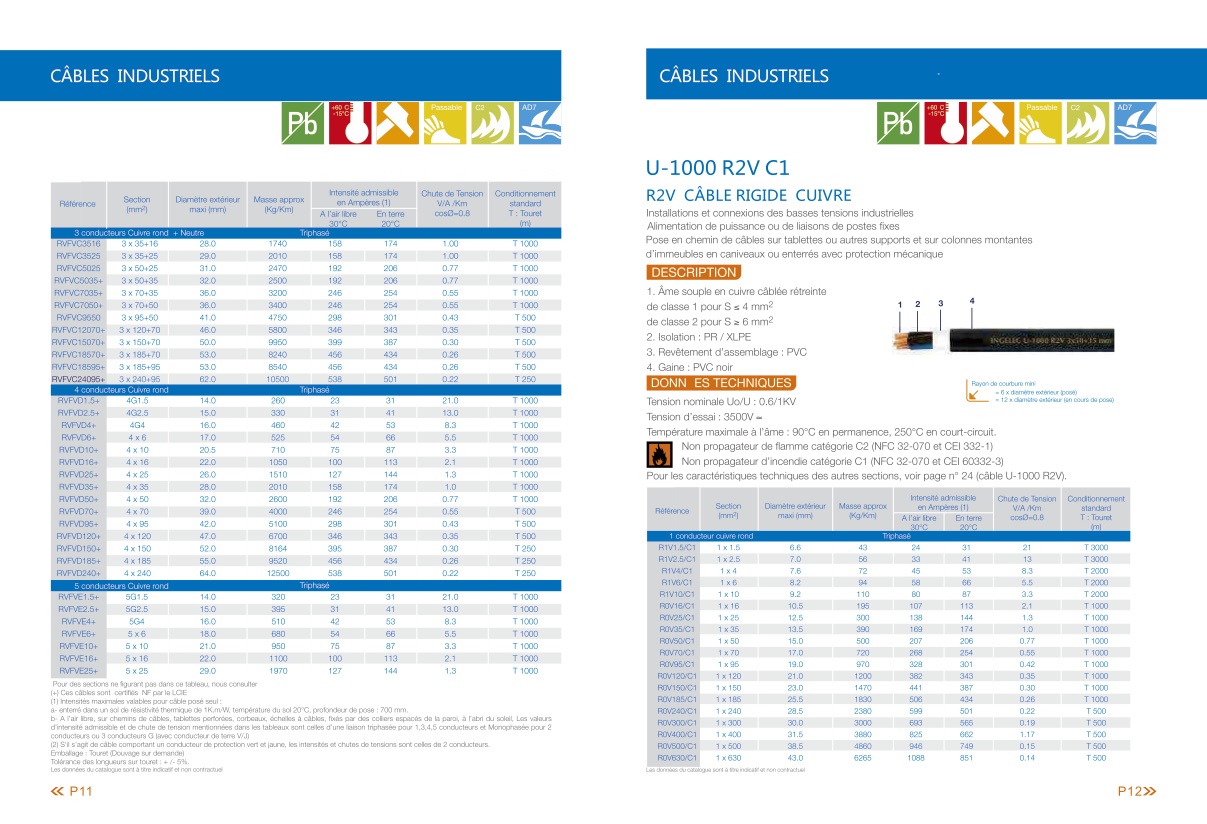 CÂBLES INDUSTRIELS
Pb
+60 C
-15°C
Passable
C2
AD7
Référence
Section
(mm²)
Diamètre extérieur
maxi (mm)
Masse approx
(Kg/Km)
Intensité admissible
en Ampères (1)
A l'air libre
30°C
En terre
20°C
Chute de Tension
V/A /Km
cosØ=0.8
Conditionnement
standard
T : Touret
(m)
3 conducteurs Cuivre rond + Neutre Triphasé
RVFVC3516 3 x 35+16 28.0 1740 158 174 1.00 T 1000
RVFVC3525 3 x 35+25 29.0 2010 158 174 1.00 T 1000
RVFVC5025 3 x 50+25 31.0 2470 192 206 0.77 T 1000
RVFVC5035+ 3 x 50+35 32.0 2500 192 206 0.77 T 1000
RVFVC7035+ 3 x 70+35 36.0 3200 246 254 0.55 T 1000
RVFVC7050+ 3 x 70+50 36.0 3400 246 254 0.55 T 1000
RVFVC9550 3 x 95+50 41.0 4750 298 301 0.43 T 500
RVFVC12070+ 3 x 120+70 46.0 5800 346 343 0.35 T 500
RVFVC15070+ 3 x 150+70 50.0 9950 399 387 0.30 T 500
RVFVC18570+ 3 x 185+70 53.0 8240 456 434 0.26 T 500
RVFVC18595+ 3 x 185+95 53.0 8540 456 434 0.26 T 500
RVFVC24095+ 3 x 240+95 62.0 10500 538 501 0.22 T 250
4 conducteurs Cuivre rond Triphasé
RVFVD1.5+ 4G1.5 14.0 260 23 31 21.0 T 1000
RVFVD2.5+ 4G2.5 15.0 330 31 41 13.0 T 1000
RVFVD4+ 4G4 16.0 460 42 53 8.3 T 1000
RVFVD6+ 4 x 6 17.0 525 54 66 5.5 T 1000
RVFVD10+ 4 x 10 20.5 710 75 87 3.3 T 1000
RVFVD16+ 4 x 16 22.0 1050 100 113 2.1 T 1000
RVFVD25+ 4 x 25 26.0 1510 127 144 1.3 T 1000
RVFVD35+ 4 x 35 28.0 2010 158 174 1.0 T 1000
RVFVD50+ 4 x 50 32.0 2600 192 206 0.77 T 1000
RVFVD70+ 4 x 70 39.0 4000 246 254 0.55 T 500
RVFVD95+ 4 x 95 42.0 5100 298 301 0.43 T 500
RVFVD120+ 4 x 120 47.0 6700 346 343 0.35 T 500
RVFVD150+ 4 x 150 52.0 8164 395 387 0.30 T 250
RVFVD185+ 4 x 185 55.0 9520 456 434 0.26 T 250
RVFVD240+ 4 x 240 64.0 12500 538 501 0.22 T 250
5 conducteurs Cuivre rond Triphasé
RVFVE1.5+ 5G1.5 14.0 320 23 31 21.0 T 1000
RVFVE2.5+ 5G2.5 15.0 395 31 41 13.0 T 1000
RVFVE4+ 5G4 16.0 510 42 53 8.3 T 1000
RVFVE6+ 5 x 6 18.0 680 54 66 5.5 T 1000
RVFVE10+ 5 x 10 21.0 950 75 87 3.3 T 1000
RVFVE16+ 5 x 16 22.0 1100 100 113 2.1 T 1000
RVFVE25+ 5 x 25 29.0 1970 127 144 1.3 T 1000
Pour des sections ne figurant pas dans ce tableau, nous consulter
(+) Ces câbles sont certifiés NF par le LCIE
(1) Intensités maximales valables pour câble posé seul :
a- enterré dans un sol de résistivité thermique de 1K.m/W, température du sol 20°C, profondeur de pose : 700 mm.
b- A l'air libre, sur chemins de câbles, tablettes perforées, corbeaux, échelles à câbles, fixés par des colliers espacés de la paroi, à l'abri du soleil, Les valeurs
d'intensité admissible et de chute de tension mentionnées dans les tableaux sont celles d'une liaison triphasée pour 1,3,4,5 conducteurs et Monophasée pour 2
conducteurs ou 3 conducteurs G (avec conducteur de terre V/J)
(2) S'il s'agit de câble comportant un conducteur de protection vert et jaune, les intensités et chutes de tensions sont celles de 2 conducteurs.
Emballage : Touret (Douvage sur demande)
Tolérance des longueurs sur touret : + /- 5%.
Les données du catalogue sont à titre indicatif et non contractuel
P11
CÂBLES INDUSTRIELS
Pb
+60 C
-15°C
Passable
C2
AD7
U-1000 R2V C1
R2V CÂBLE RIGIDE CUIVRE
Installations et connexions des basses tensions industrielles
Alimentation de puissance ou de liaisons de postes fixes
Pose en chemin de câbles sur tablettes ou autres supports et sur colonnes montantes
d'immeubles en caniveaux ou enterrés avec protection mécanique
DESCRIPTION
1. Âme souple en cuivre câblée rétreinte
de classe 1 pour S ≤ 4 mm²
de classe 2 pour S ≥ 6 mm²
2. Isolation : PR / XLPE
3. Revêtement d'assemblage : PVC
4. Gaine : PVC noir
1 2 3 4
INGELEC U-1000 R2V 2x50+35 mm
DONN ES TECHNIQUES
Rayon de courbure mini
= 6 x diamètre extérieur (posé)
= 12 x diamètre extérieur (en cours de pose)
Tension nominale Uo/U : 0.6/1KV
Tension d'essai : 3500V ≃
Température maximale à l'âme : 90°C en permanence, 250°C en court-circuit.
Non propagateur de flamme catégorie C2 (NFC 32-070 et CEI 332-1)
Non propagateur d'incendie catégorie C1 (NFC 32-070 et CEI 60332-3)
Pour les caractéristiques techniques des autres sections, voir page n° 24 (câble U-1000 R2V).
Référence
Section
(mm²)
Diamètre extérieur
maxi (mm)
Masse approx
(Kg/Km)
Intensité admissible
en Ampères (1)
A l'air libre
30°C
En terre
20°C
Chute de Tension
V/A /Km
cosØ=0.8
Conditionnement
standard
T : Touret
(m)
1 conducteur cuivre rond Triphasé
R1V1.5/C1 1 x 1.5 6.6 43 24 31 21 T 3000
R1V2.5/C1 1 x 2.5 7.0 56 33 41 13 T 3000
R1V4/C1 1 x 4 7.6 72 45 53 8.3 T 2000
R1V6/C1 1 x 6 8.2 94 58 66 5.5 T 2000
R1V10/C1 1 x 10 9.2 110 80 87 3.3 T 2000
R0V16/C1 1 x 16 10.5 195 107 113 2.1 T 1000
R0V25/C1 1 x 25 12.5 300 138 144 1.3 T 1000
R0V35/C1 1 x 35 13.5 390 169 174 1.0 T 1000
R0V50/C1 1 x 50 15.0 500 207 206 0.77 T 1000
R0V70/C1 1 x 70 17.0 720 268 254 0.55 T 1000
R0V95/C1 1 x 95 19.0 970 328 301 0.42 T 1000
R0V120/C1 1 x 120 21.0 1200 382 343 0.35 T 1000
R0V150/C1 1 x 150 23.0 1470 441 387 0.30 T 1000
R0V185/C1 1 x 185 25.5 1830 506 434 0.26 T 1000
R0V240/C1 1 x 240 28.5 2380 599 501 0.22 T 500
R0V300/C1 1 x 300 30.0 3000 693 565 0.19 T 500
R0V400/C1 1 x 400 31.5 3880 825 662 1.17 T 500
R0V500/C1 1 x 500 38.5 4860 946 749 0.15 T 500
R0V630/C1 1 x 630 43.0 6265 1088 851 0.14 T 500
Les données du catalogue sont à titre indicatif et non contractuel
P12